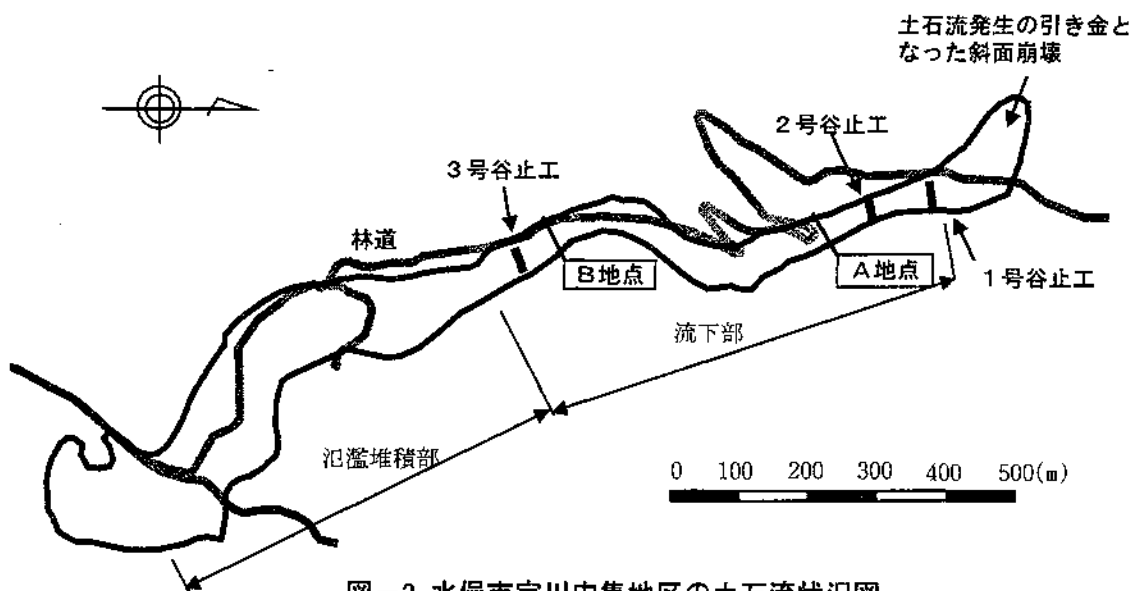 土石流発生の引き金と
なった斜面崩壊
2号谷止工
3号谷止工
林道
B地点
A地点
1号谷止工
流下部
氾濫堆積部
0 100 200 300 400 500(m)